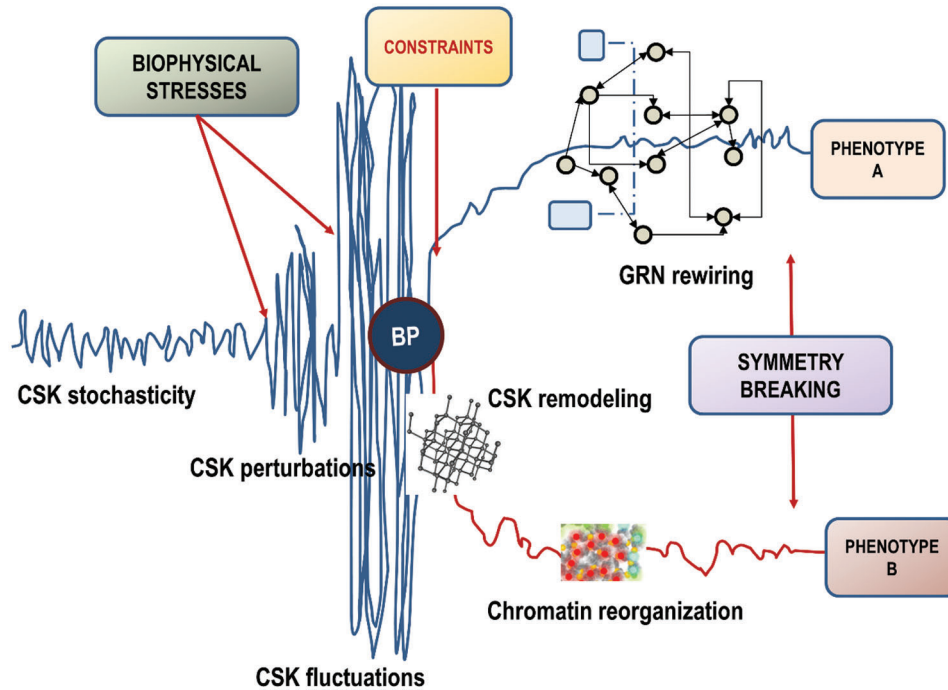 BIOPHYSICAL
STRESSES
CONSTRAINTS
PHENOTYPE
A
GRN rewiring
BP
SYMMETRY
BREAKING
CSK stochasticity
CSK remodeling
CSK perturbations
PHENOTYPE
B
Chromatin reorganization
CSK fluctuations